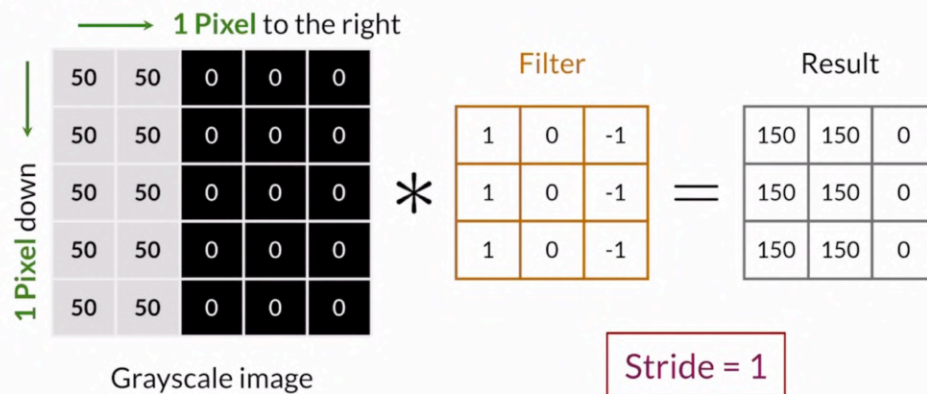 1 Pixel to the right
1 Pixel down
50 50 0 0 0
50 50 0 0 0
50 50 0 0 0
50 50 0 0 0
50 50 0 0 0
Grayscale image
*
Filter
1 0 -1
1 0 -1
1 0 -1
=
Result
150 150 0
150 150 0
150 150 0
Stride = 1